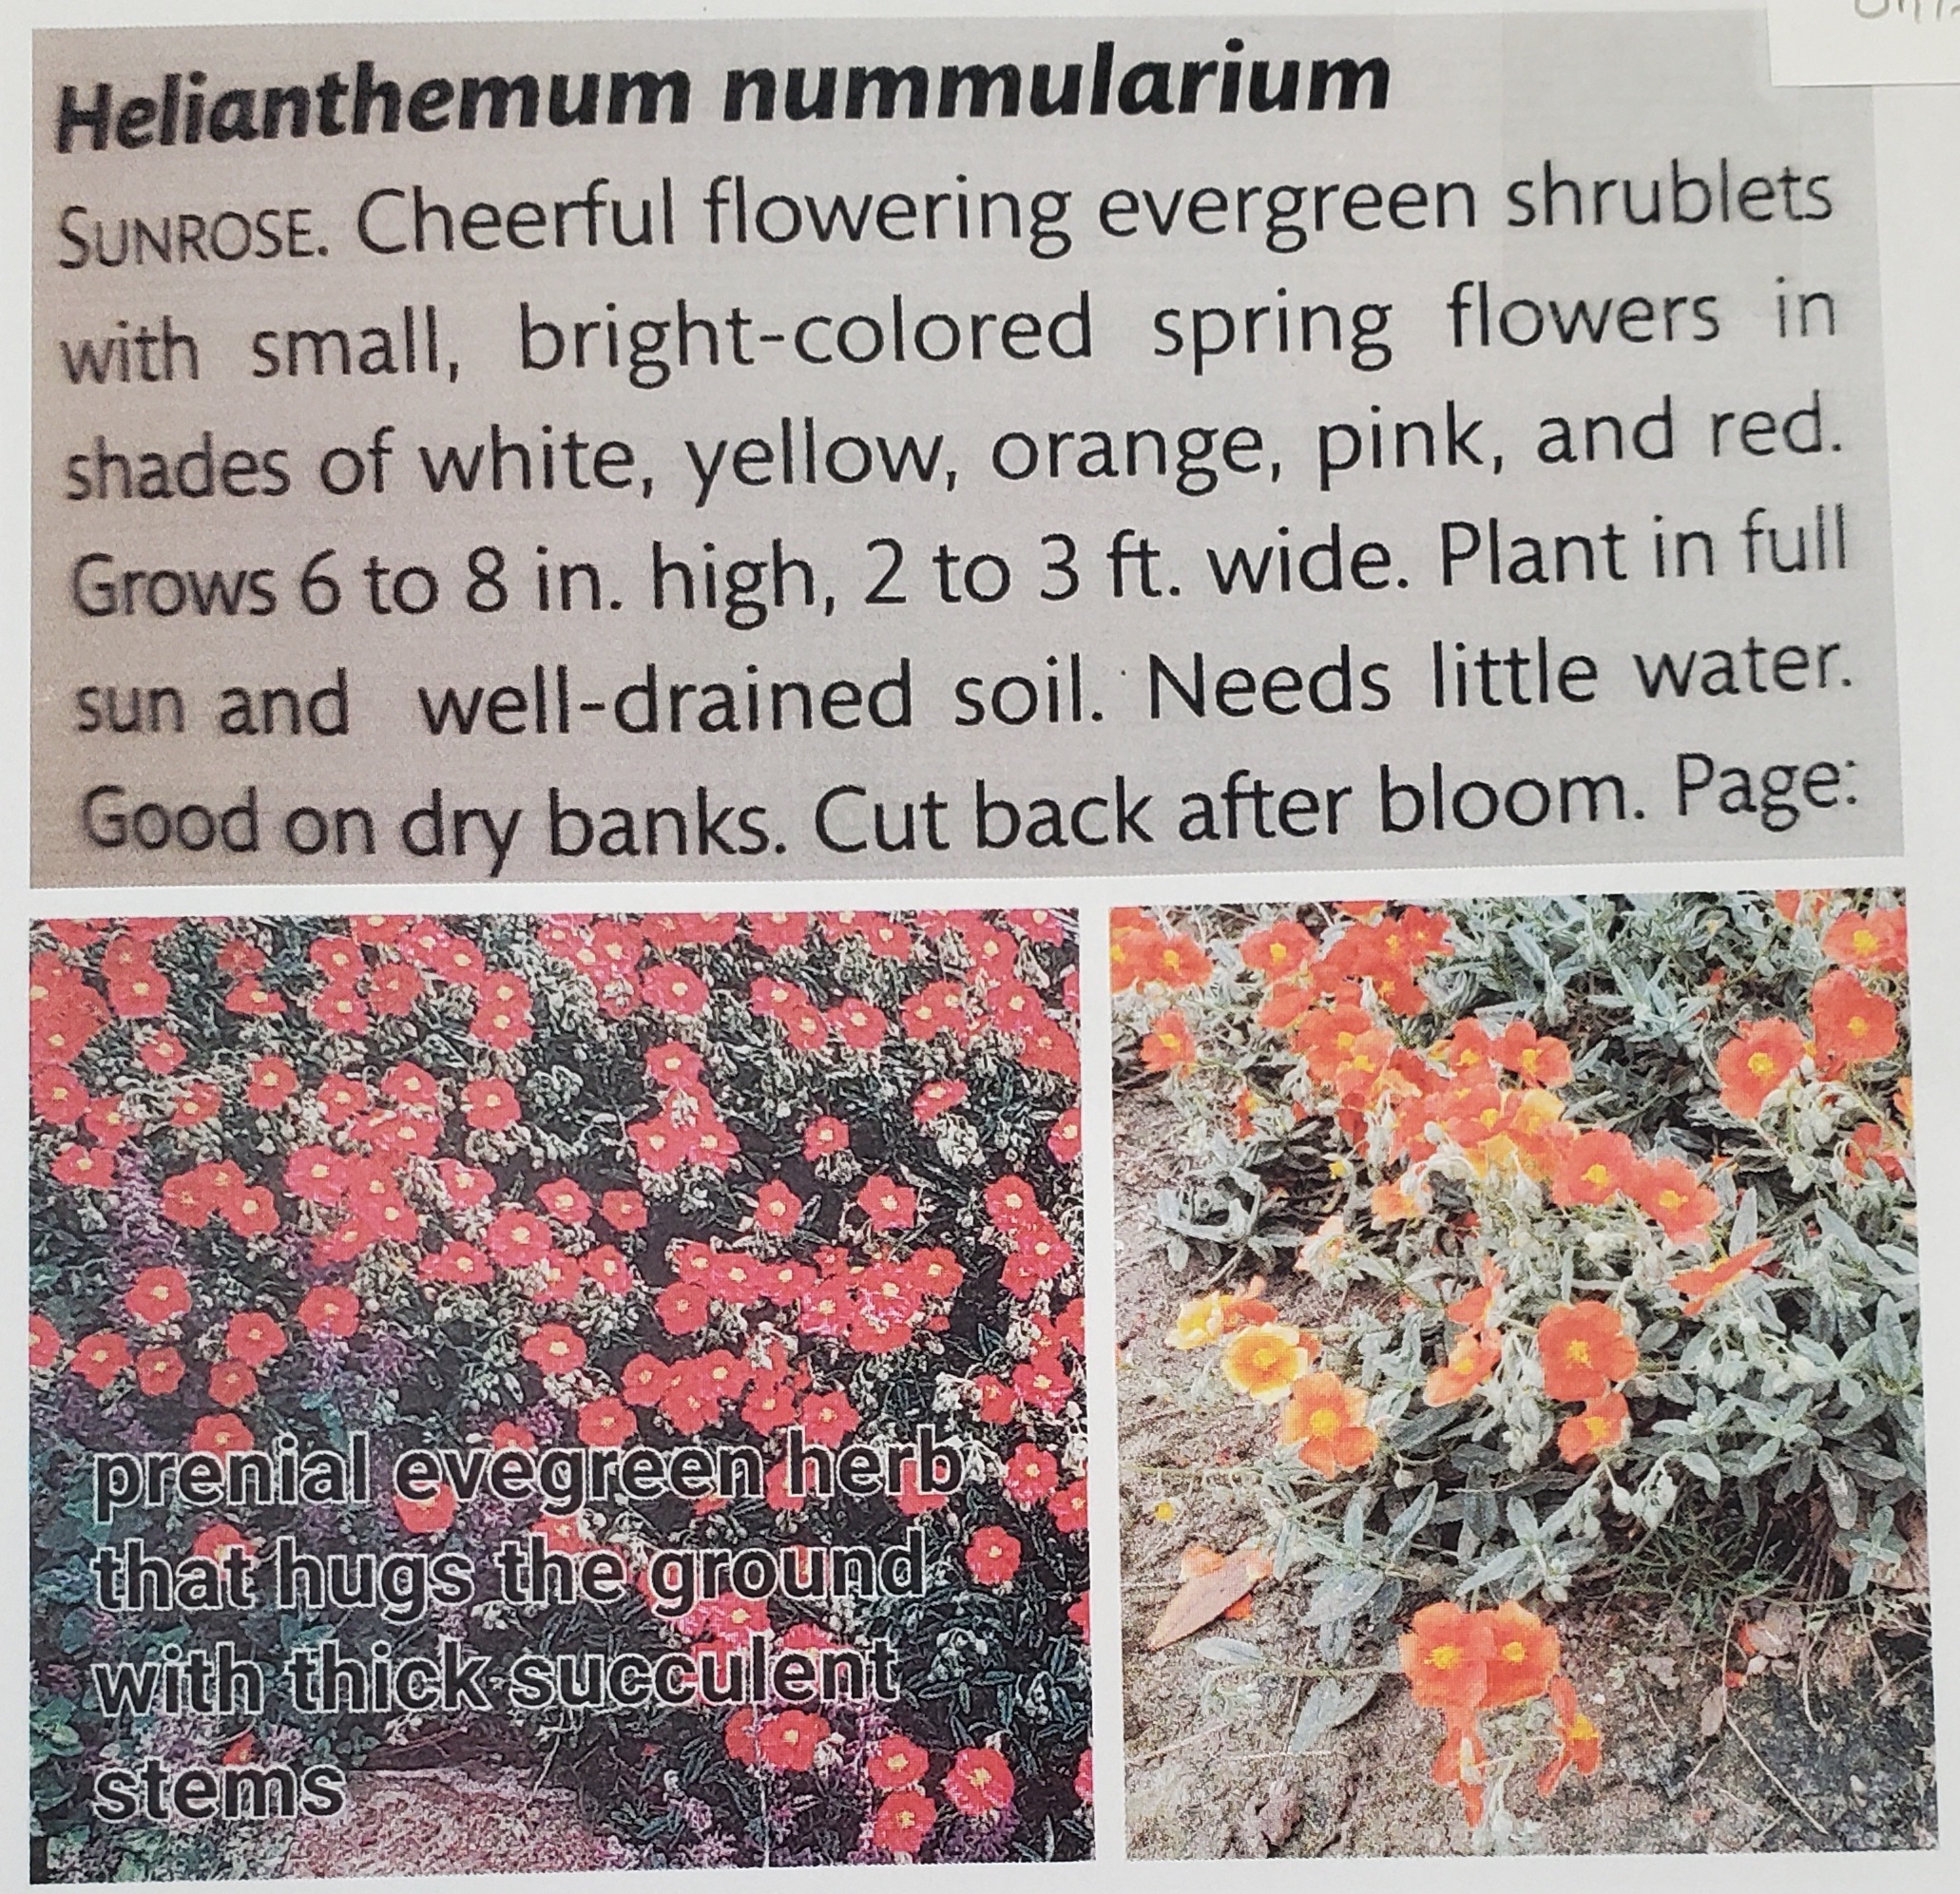 Helianthemum nummularium
SUNROSE. Cheerful flowering evergreen shrublets
with small, bright-colored spring flowers in
shades of white, yellow, orange, pink, and red.
Grows 6 to 8 in. high, 2 to 3 ft. wide. Plant in full
sun and well-drained soil. Needs little water.
Good on dry banks. Cut back after bloom. Page:
prenial evegreen herb
that hugs the ground
with thick succulent
stems